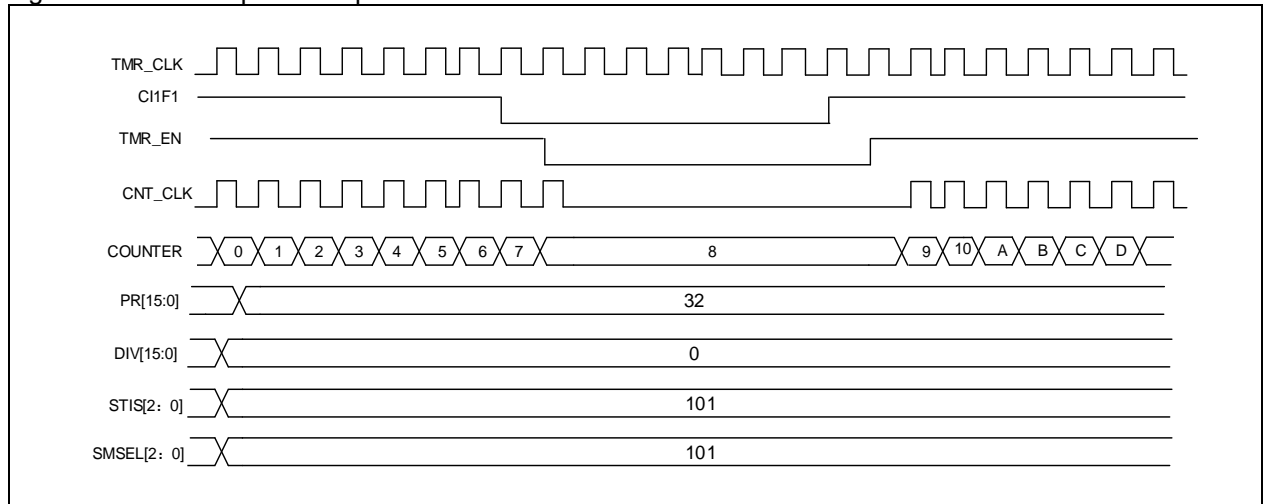 TMR_CLK
CI1F1
TMR_EN
CNT_CLK
COUNTER 0 1 2 3 4 5 6 7 8 9 10 A B C D
PR[15:0] 32
DIV[15:0] 0
STIS[2：0] 101
SMSEL[2：0] 101